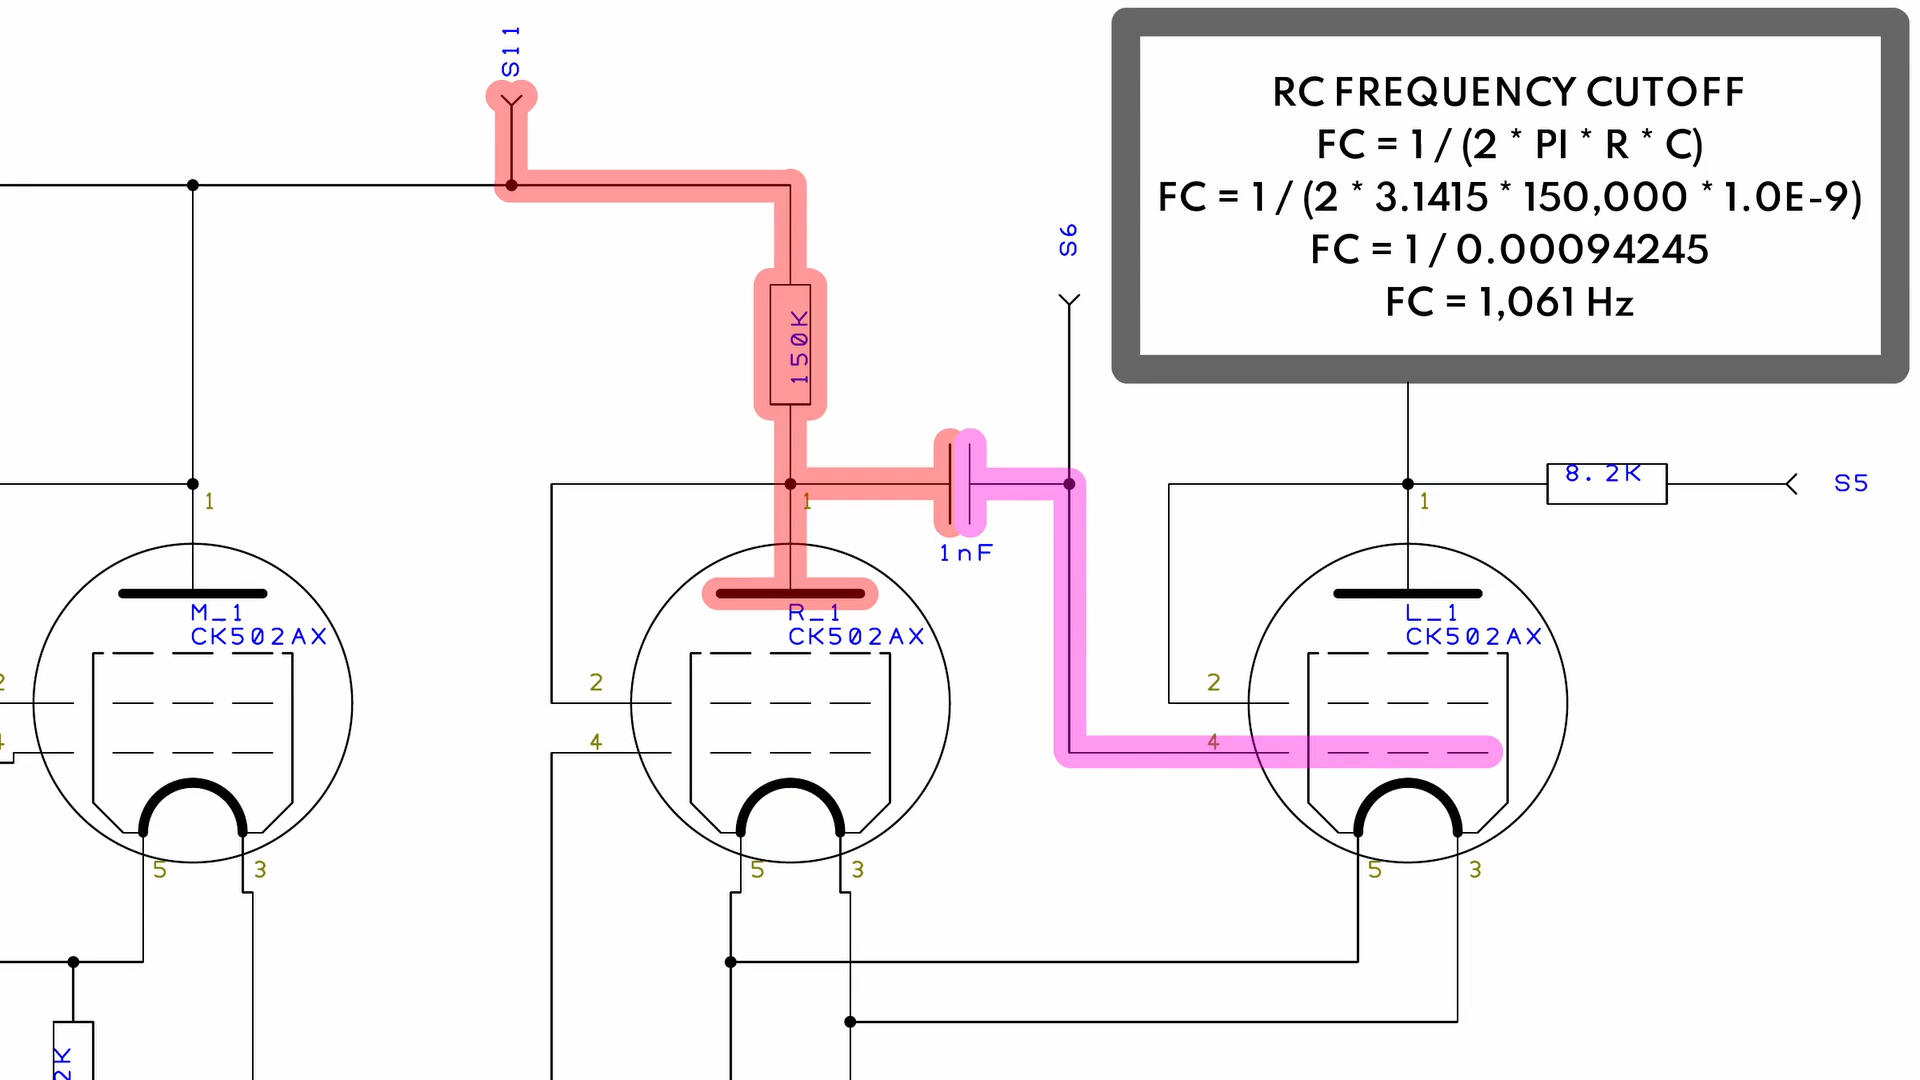 S11
RC FREQUENCY CUTOFF
FC = 1 / (2 * PI * R * C)
FC = 1 / (2 * 3.1415 * 150,000 * 1.0E-9)
FC = 1 / 0.00094245
FC = 1,061 Hz
S6
150K
8.2K
S5
1
1
1
1nF
M_1
CK502AX
R_1
CK502AX
L_1
CK502AX
2
2
2
4
4
4
5
3
5
3
5
3
2K